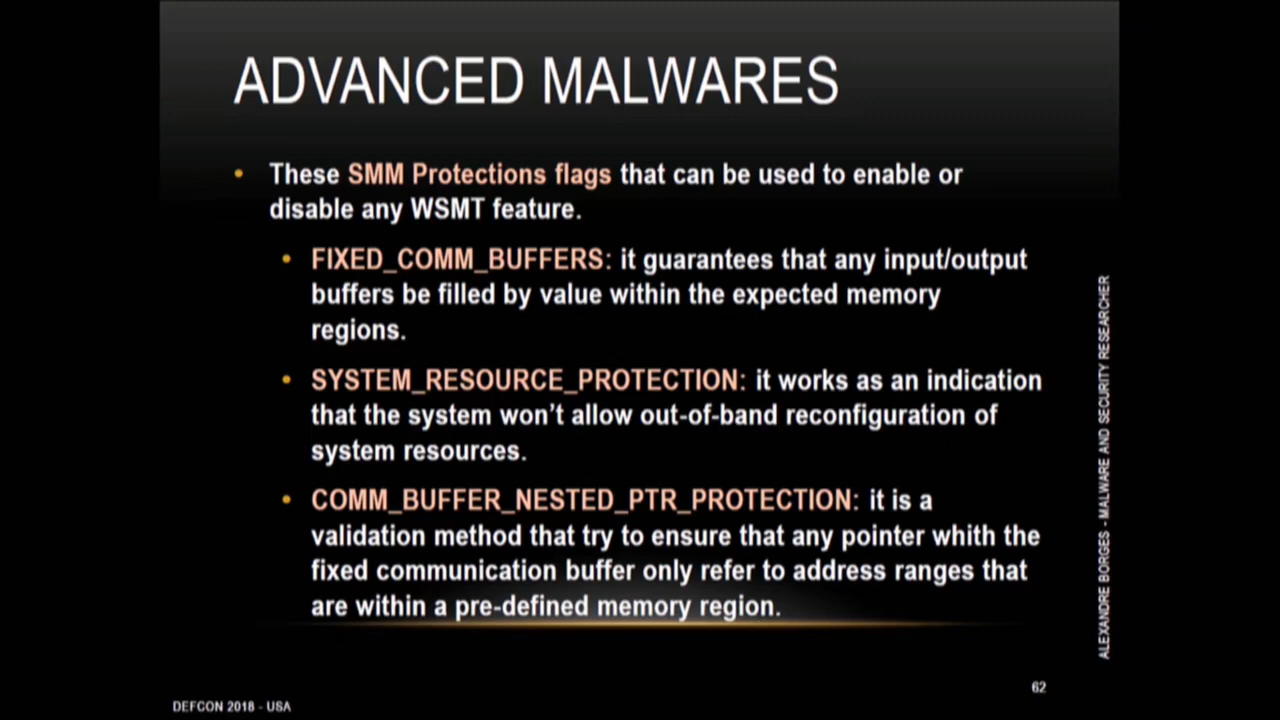 ADVANCED MALWARES
• These SMM Protections flags that can be used to enable or
disable any WSMT feature.
• FIXED_COMM_BUFFERS: it guarantees that any input/output
buffers be filled by value within the expected memory
regions.
• SYSTEM_RESOURCE_PROTECTION: it works as an indication
that the system won’t allow out-of-band reconfiguration of
system resources.
• COMM_BUFFER_NESTED_PTR_PROTECTION: it is a
validation method that try to ensure that any pointer whith the
fixed communication buffer only refer to address ranges that
are within a pre-defined memory region.
ALEXANDRE BORGES - MALWARE AND SECURITY RESEARCHER
62
DEFCON 2018 - USA